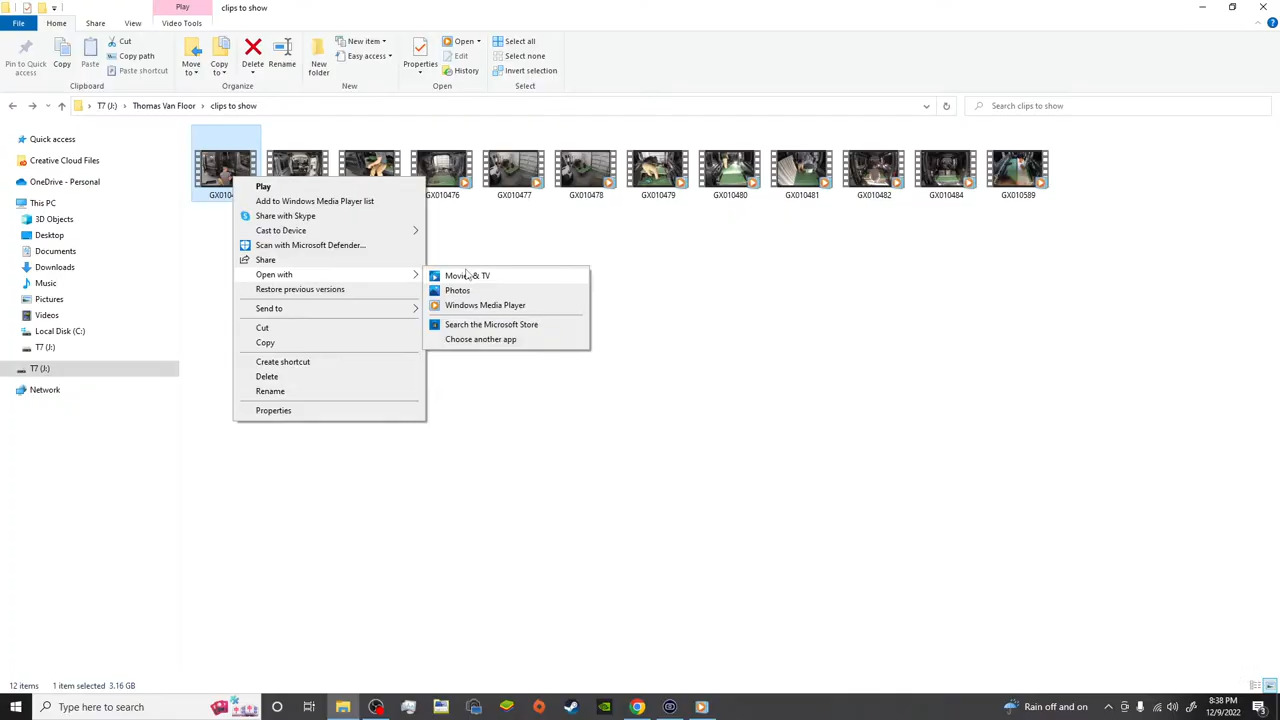 Play
clips to show
File
Home
Share
View
Video Tools
Pin to Quick access
Copy
Paste
Cut
Copy path
Paste shortcut
Clipboard
Move to
Copy to
Delete
Rename
Organize
New folder
New item
Easy access
New
Properties
Open
Edit
History
Open
Select all
Select none
Invert selection
Select
T7 (J:)
Thomas Van Floor
clips to show
Search clips to show
Quick access
Creative Cloud Files
OneDrive - Personal
This PC
3D Objects
Desktop
Documents
Downloads
Music
Pictures
Videos
Local Disk (C:)
T7 (J:)
T7 (J:)
Network
GX010476
GX010477
GX010478
GX010479
GX010480
GX010481
GX010482
GX010484
GX010589
Play
Add to Windows Media Player list
Share with Skype
Cast to Device
Scan with Microsoft Defender...
Share
Open with
Restore previous versions
Send to
Cut
Copy
Create shortcut
Delete
Rename
Properties
Movies & TV
Photos
Windows Media Player
Search the Microsoft Store
Choose another app
12 items
1 item selected 3.16 GB
Type here to search
Rain off and on
8:38 PM
12/9/2022